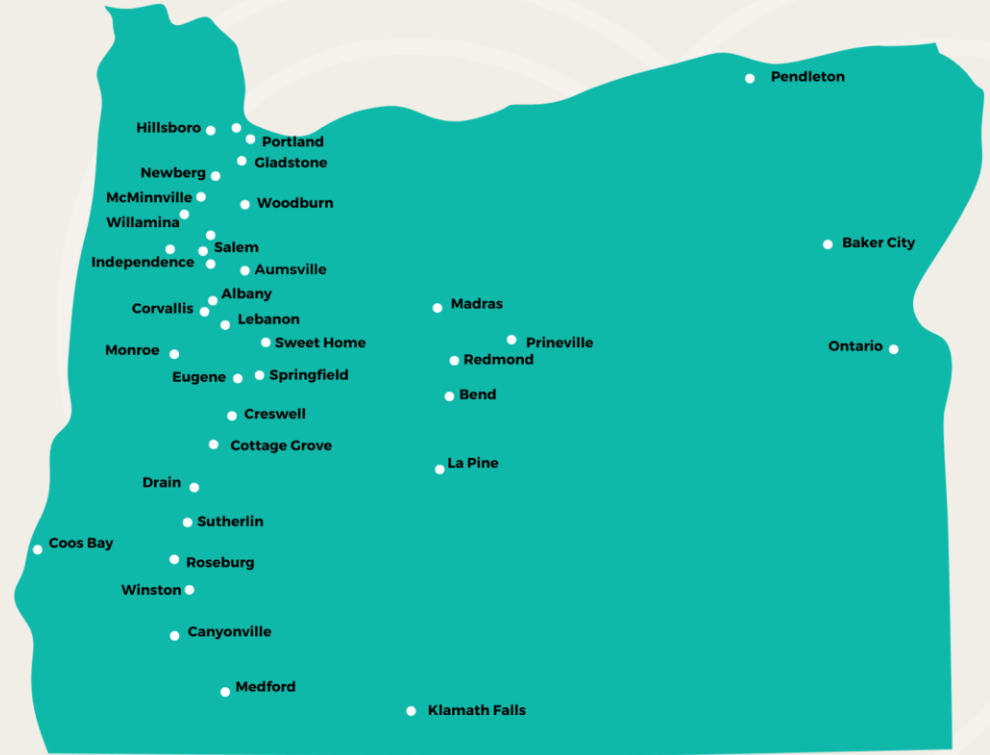 Pendleton
Hillsboro
Portland
Gladstone
Newberg
McMinnville
Woodburn
Willamina
Baker City
Salem
Independence
Aumsville
Albany
Madras
Corvallis
Lebanon
Sweet Home
Prineville
Ontario
Monroe
Redmond
Eugene
Springfield
Bend
Creswell
Cottage Grove
La Pine
Drain
Sutherlin
Coos Bay
Roseburg
Winston
Canyonville
Medford
Klamath Falls